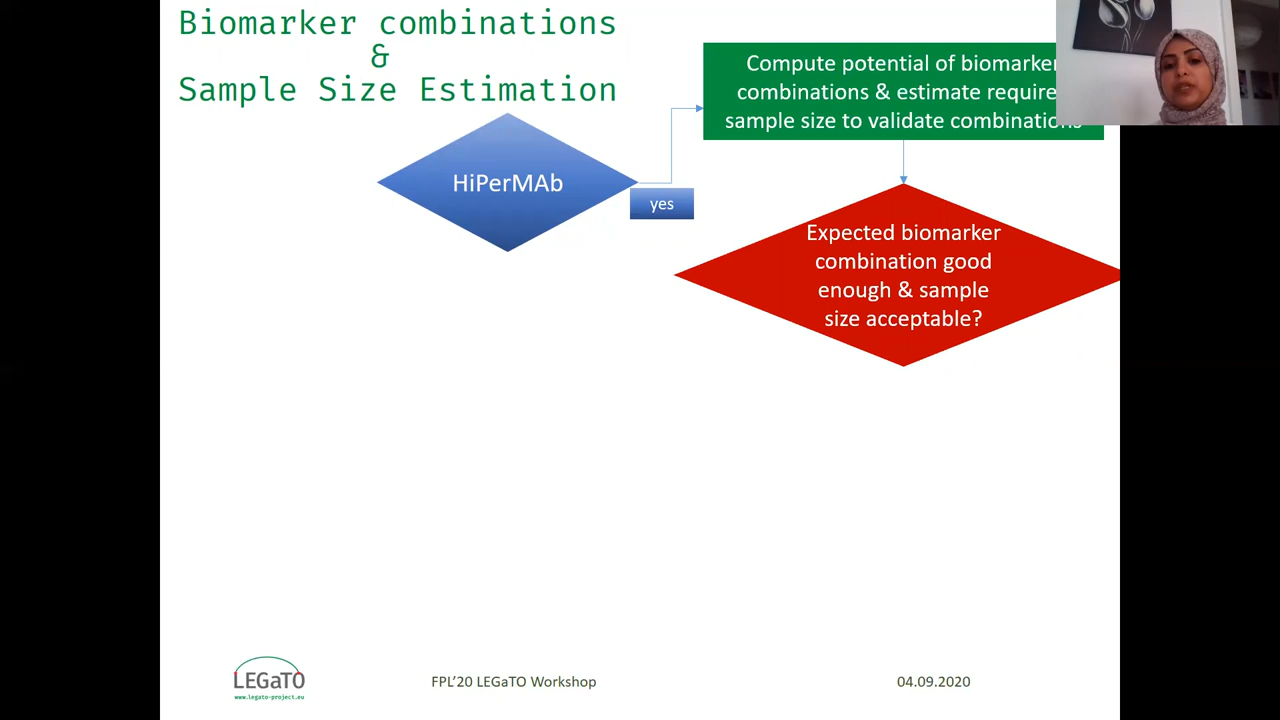 Biomarker combinations
&
Sample Size Estimation
Compute potential of biomarker
combinations & estimate require
sample size to validate combinations
HiPerMAb
yes
Expected biomarker
combination good
enough & sample
size acceptable?
LEGaTO
www.legato-project.eu
FPL'20 LEGaTO Workshop
04.09.2020